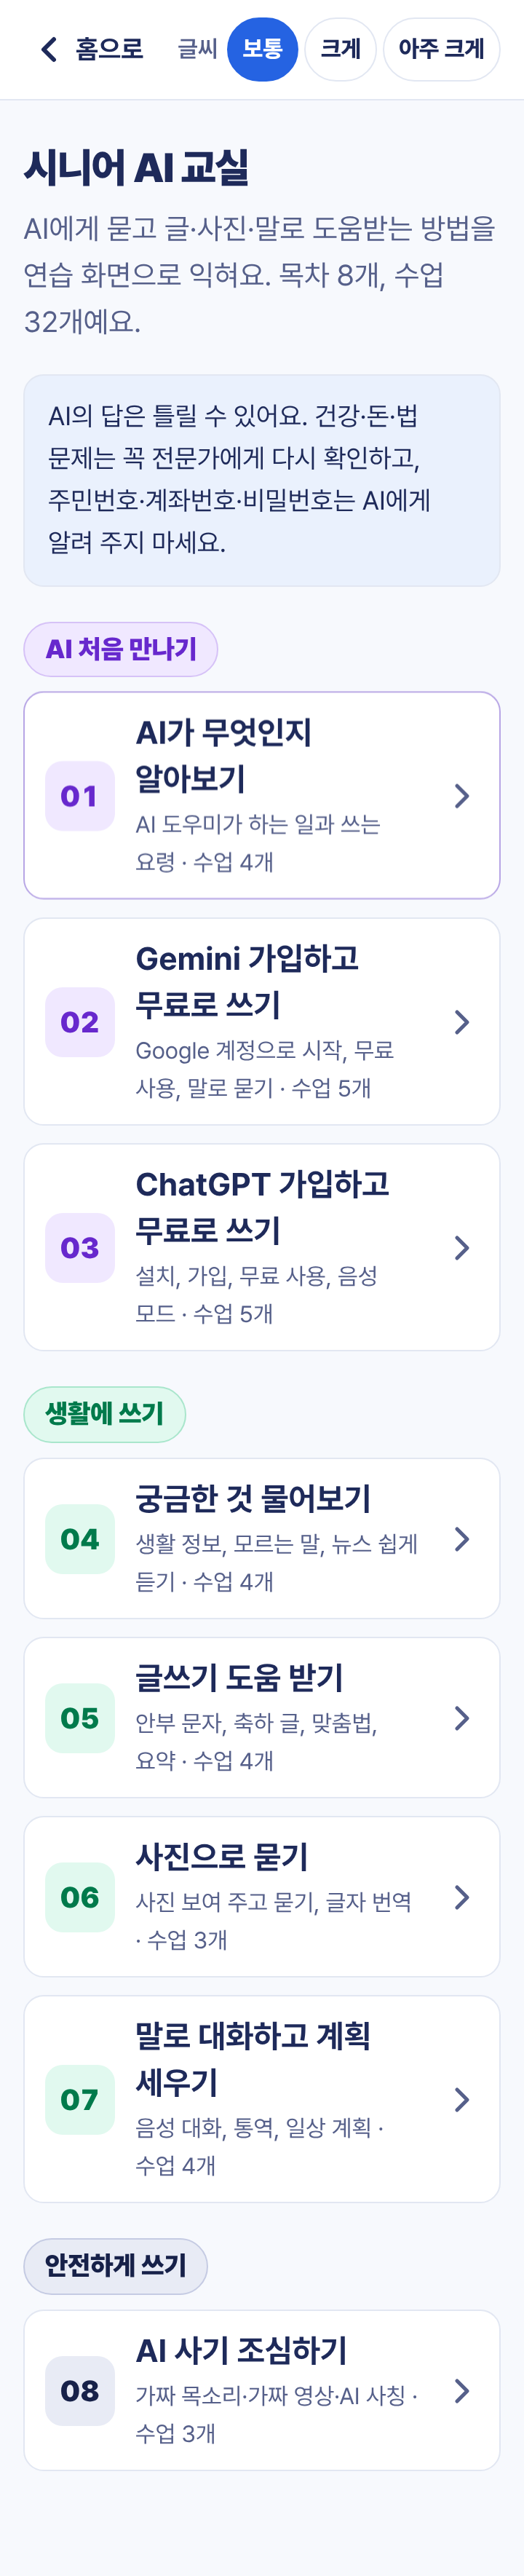 홈으로 글씨 보통 크게 아주 크게
시니어 AI 교실
AI에게 묻고 글·사진·말로 도움받는 방법을
연습 화면으로 익혀요. 목차 8개, 수업
32개예요.
AI의 답은 틀릴 수 있어요. 건강·돈·법
문제는 꼭 전문가에게 다시 확인하고,
주민번호·계좌번호·비밀번호는 AI에게
알려 주지 마세요.
AI 처음 만나기
01
AI가 무엇인지
알아보기
AI 도우미가 하는 일과 쓰는
요령 · 수업 4개
02
Gemini 가입하고
무료로 쓰기
Google 계정으로 시작, 무료
사용, 말로 묻기 · 수업 5개
03
ChatGPT 가입하고
무료로 쓰기
설치, 가입, 무료 사용, 음성
모드 · 수업 5개
생활에 쓰기
04
궁금한 것 물어보기
생활 정보, 모르는 말, 뉴스 쉽게
듣기 · 수업 4개
05
글쓰기 도움 받기
안부 문자, 축하 글, 맞춤법,
요약 · 수업 4개
06
사진으로 묻기
사진 보여 주고 묻기, 글자 번역
· 수업 3개
07
말로 대화하고 계획
세우기
음성 대화, 통역, 일상 계획 ·
수업 4개
안전하게 쓰기
08
AI 사기 조심하기
가짜 목소리·가짜 영상·AI 사칭 ·
수업 3개